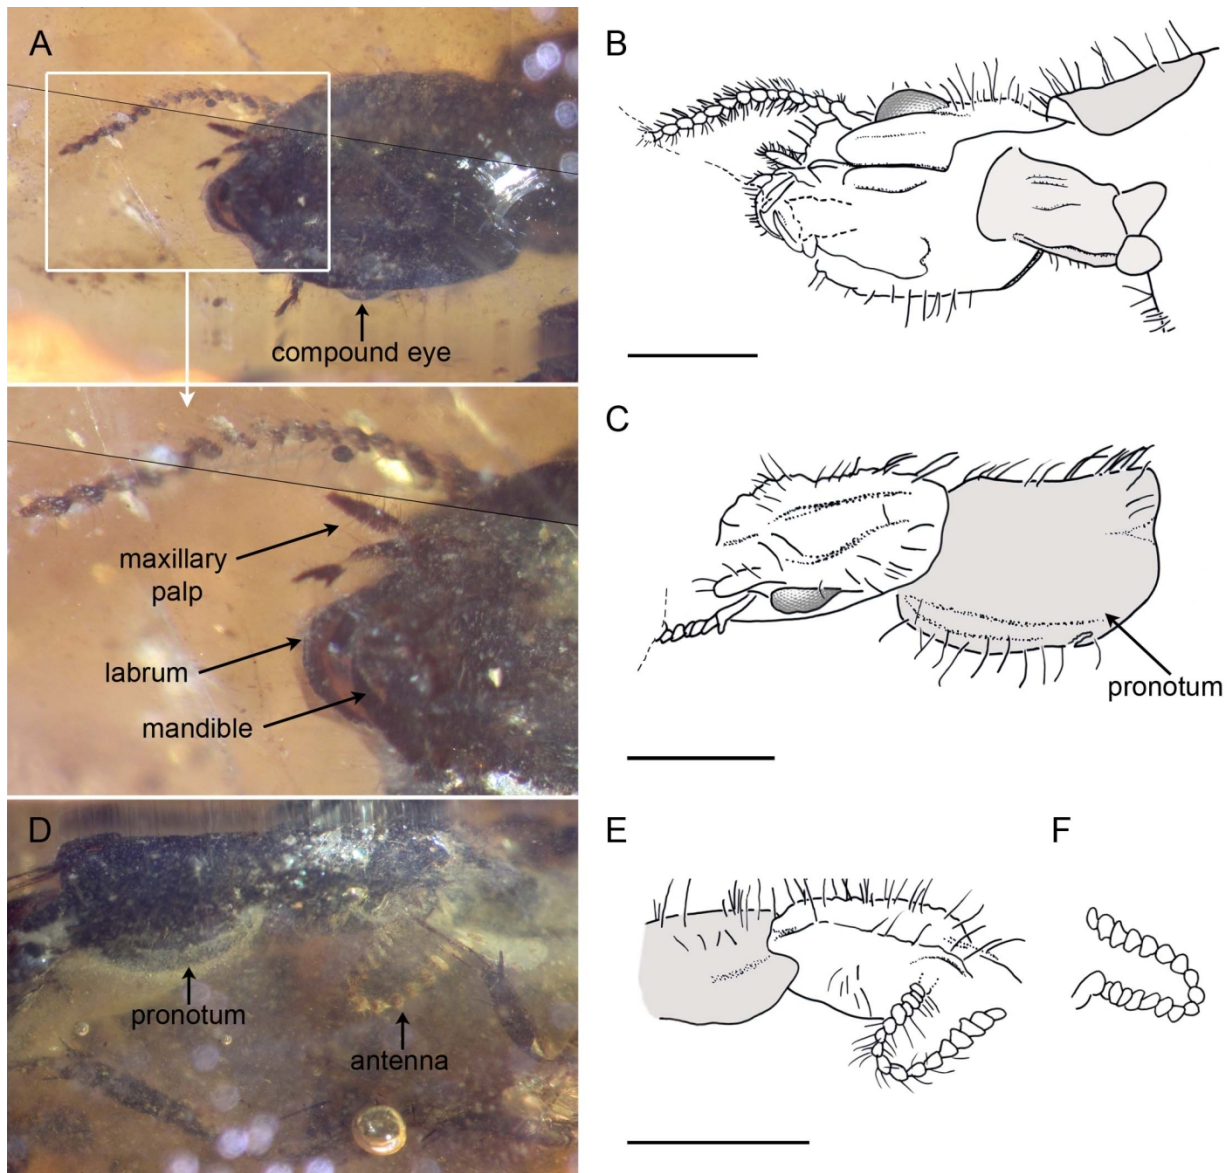 A
compound eye
maxillary
palp
labrum
mandible
D
pronotum
antenna
B
C
pronotum
E
F